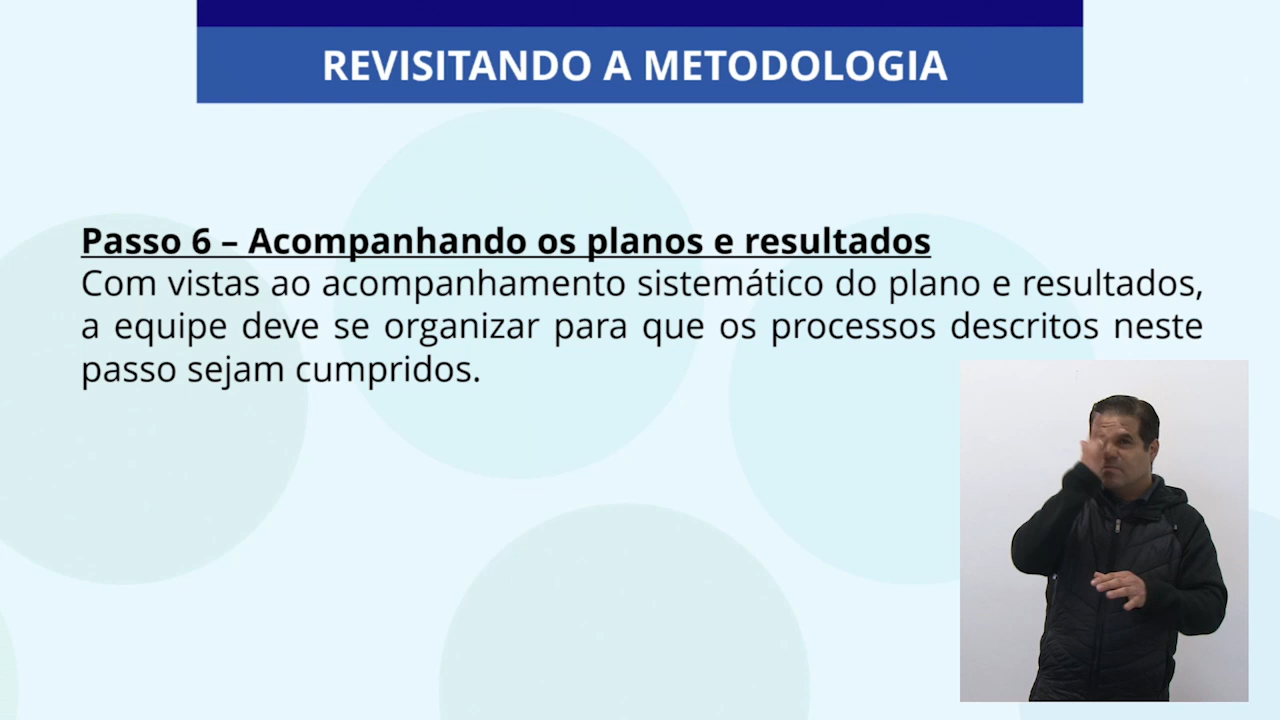 REVISITANDO A METODOLOGIA
Passo 6 – Acompanhando os planos e resultados
Com vistas ao acompanhamento sistemático do plano e resultados,
a equipe deve se organizar para que os processos descritos neste
passo sejam cumpridos.